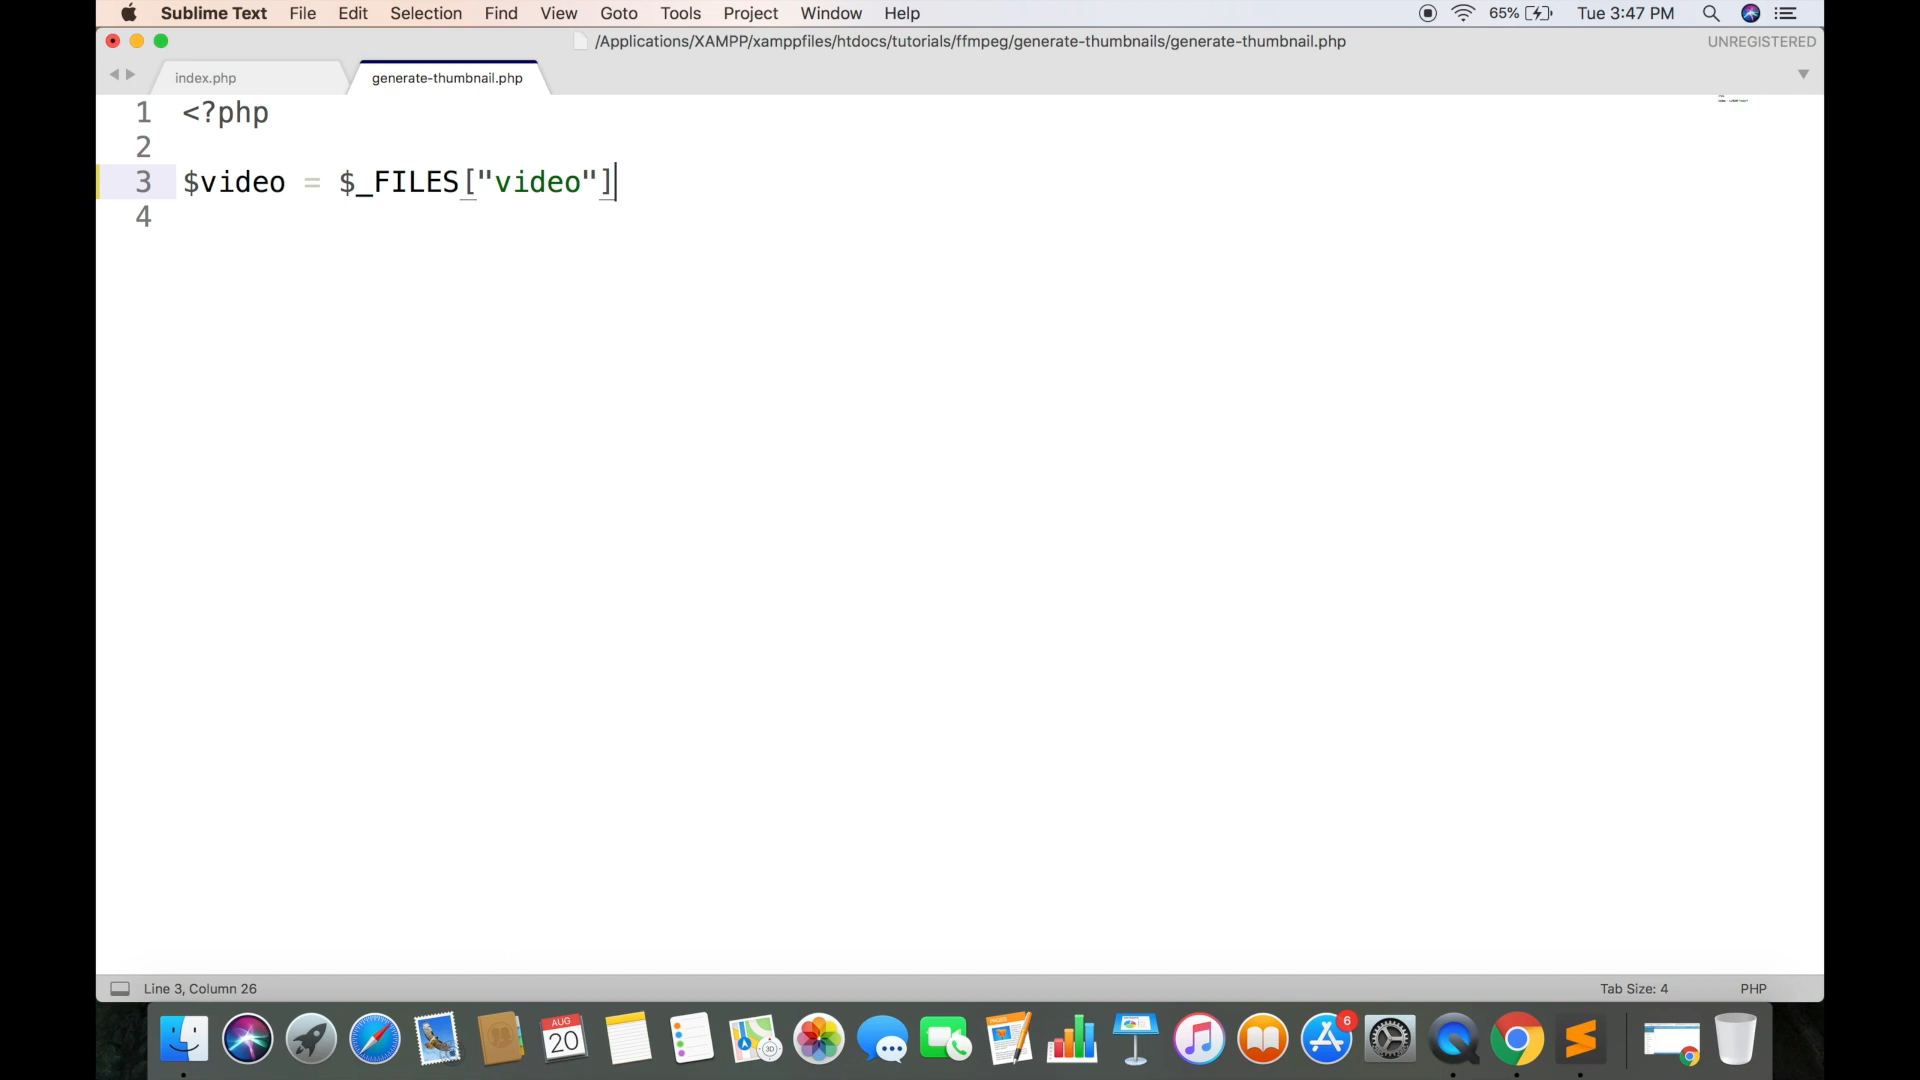 Sublime Text File Edit Selection Find View Goto Tools Project Window Help 65% Tue 3:47 PM
/Applications/XAMPP/xamppfiles/htdocs/tutorials/ffmpeg/generate-thumbnails/generate-thumbnail.php UNREGISTERED
index.php generate-thumbnail.php
1 <?php
2
3 $video = $_FILES["video"]
4
Line 3, Column 26 Tab Size: 4 PHP
AUG
20
3D
PAGES
6